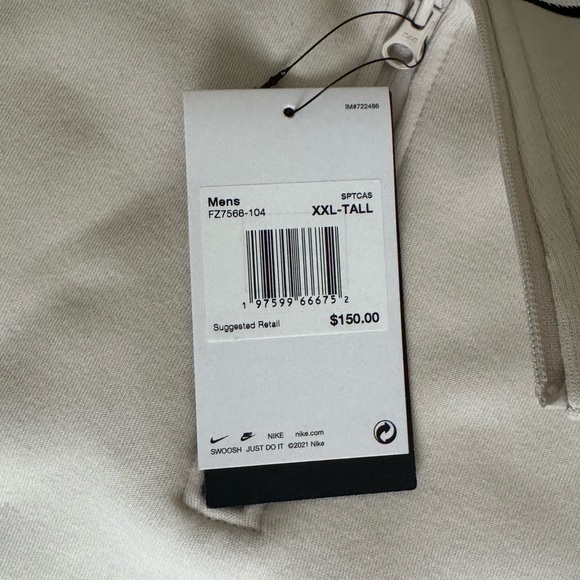 IM#722486
Mens SPTCAS
FZ7568-104 XXL-TALL
1 97599 66675 2
Suggested Retail $150.00
NIKE nike.com
SWOOSH JUST DO IT ©2021 Nike